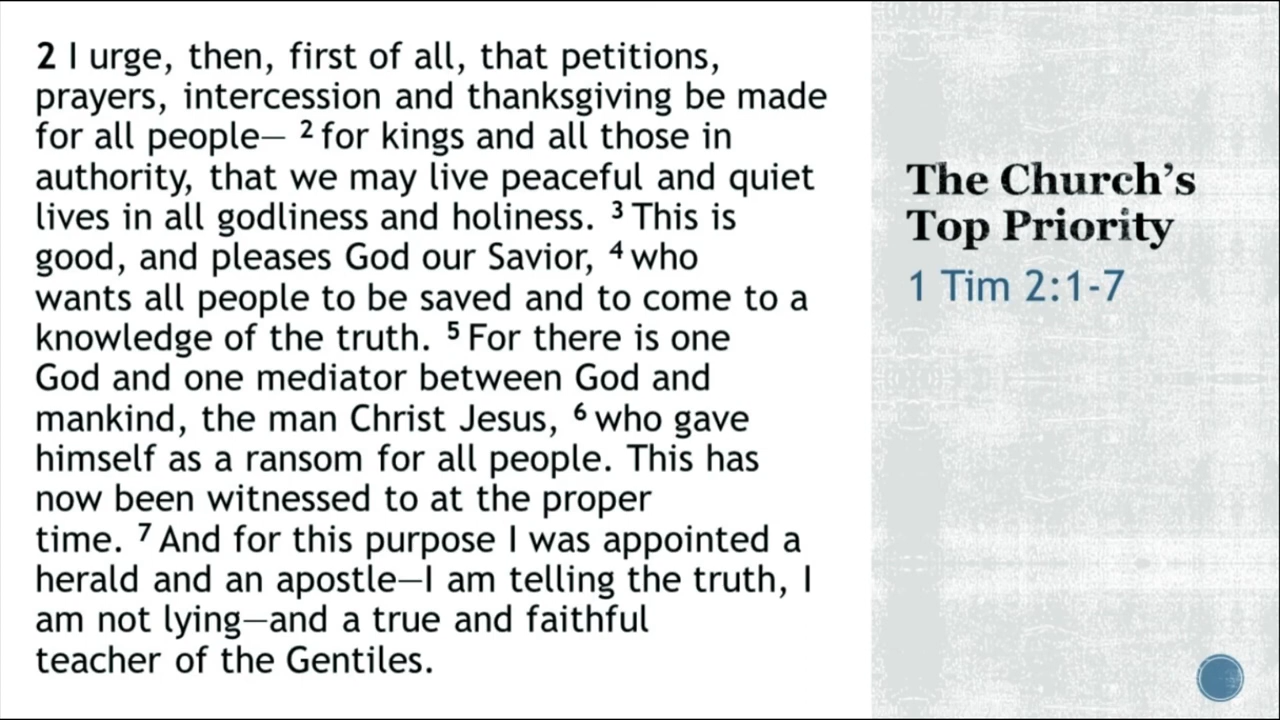 2 I urge, then, first of all, that petitions,
prayers, intercession and thanksgiving be made
for all people— 2 for kings and all those in
authority, that we may live peaceful and quiet
lives in all godliness and holiness. 3 This is
good, and pleases God our Savior, 4 who
wants all people to be saved and to come to a
knowledge of the truth. 5 For there is one
God and one mediator between God and
mankind, the man Christ Jesus, 6 who gave
himself as a ransom for all people. This has
now been witnessed to at the proper
time. 7 And for this purpose I was appointed a
herald and an apostle—I am telling the truth, I
am not lying—and a true and faithful
teacher of the Gentiles.
The Church’s
Top Priority
1 Tim 2:1-7